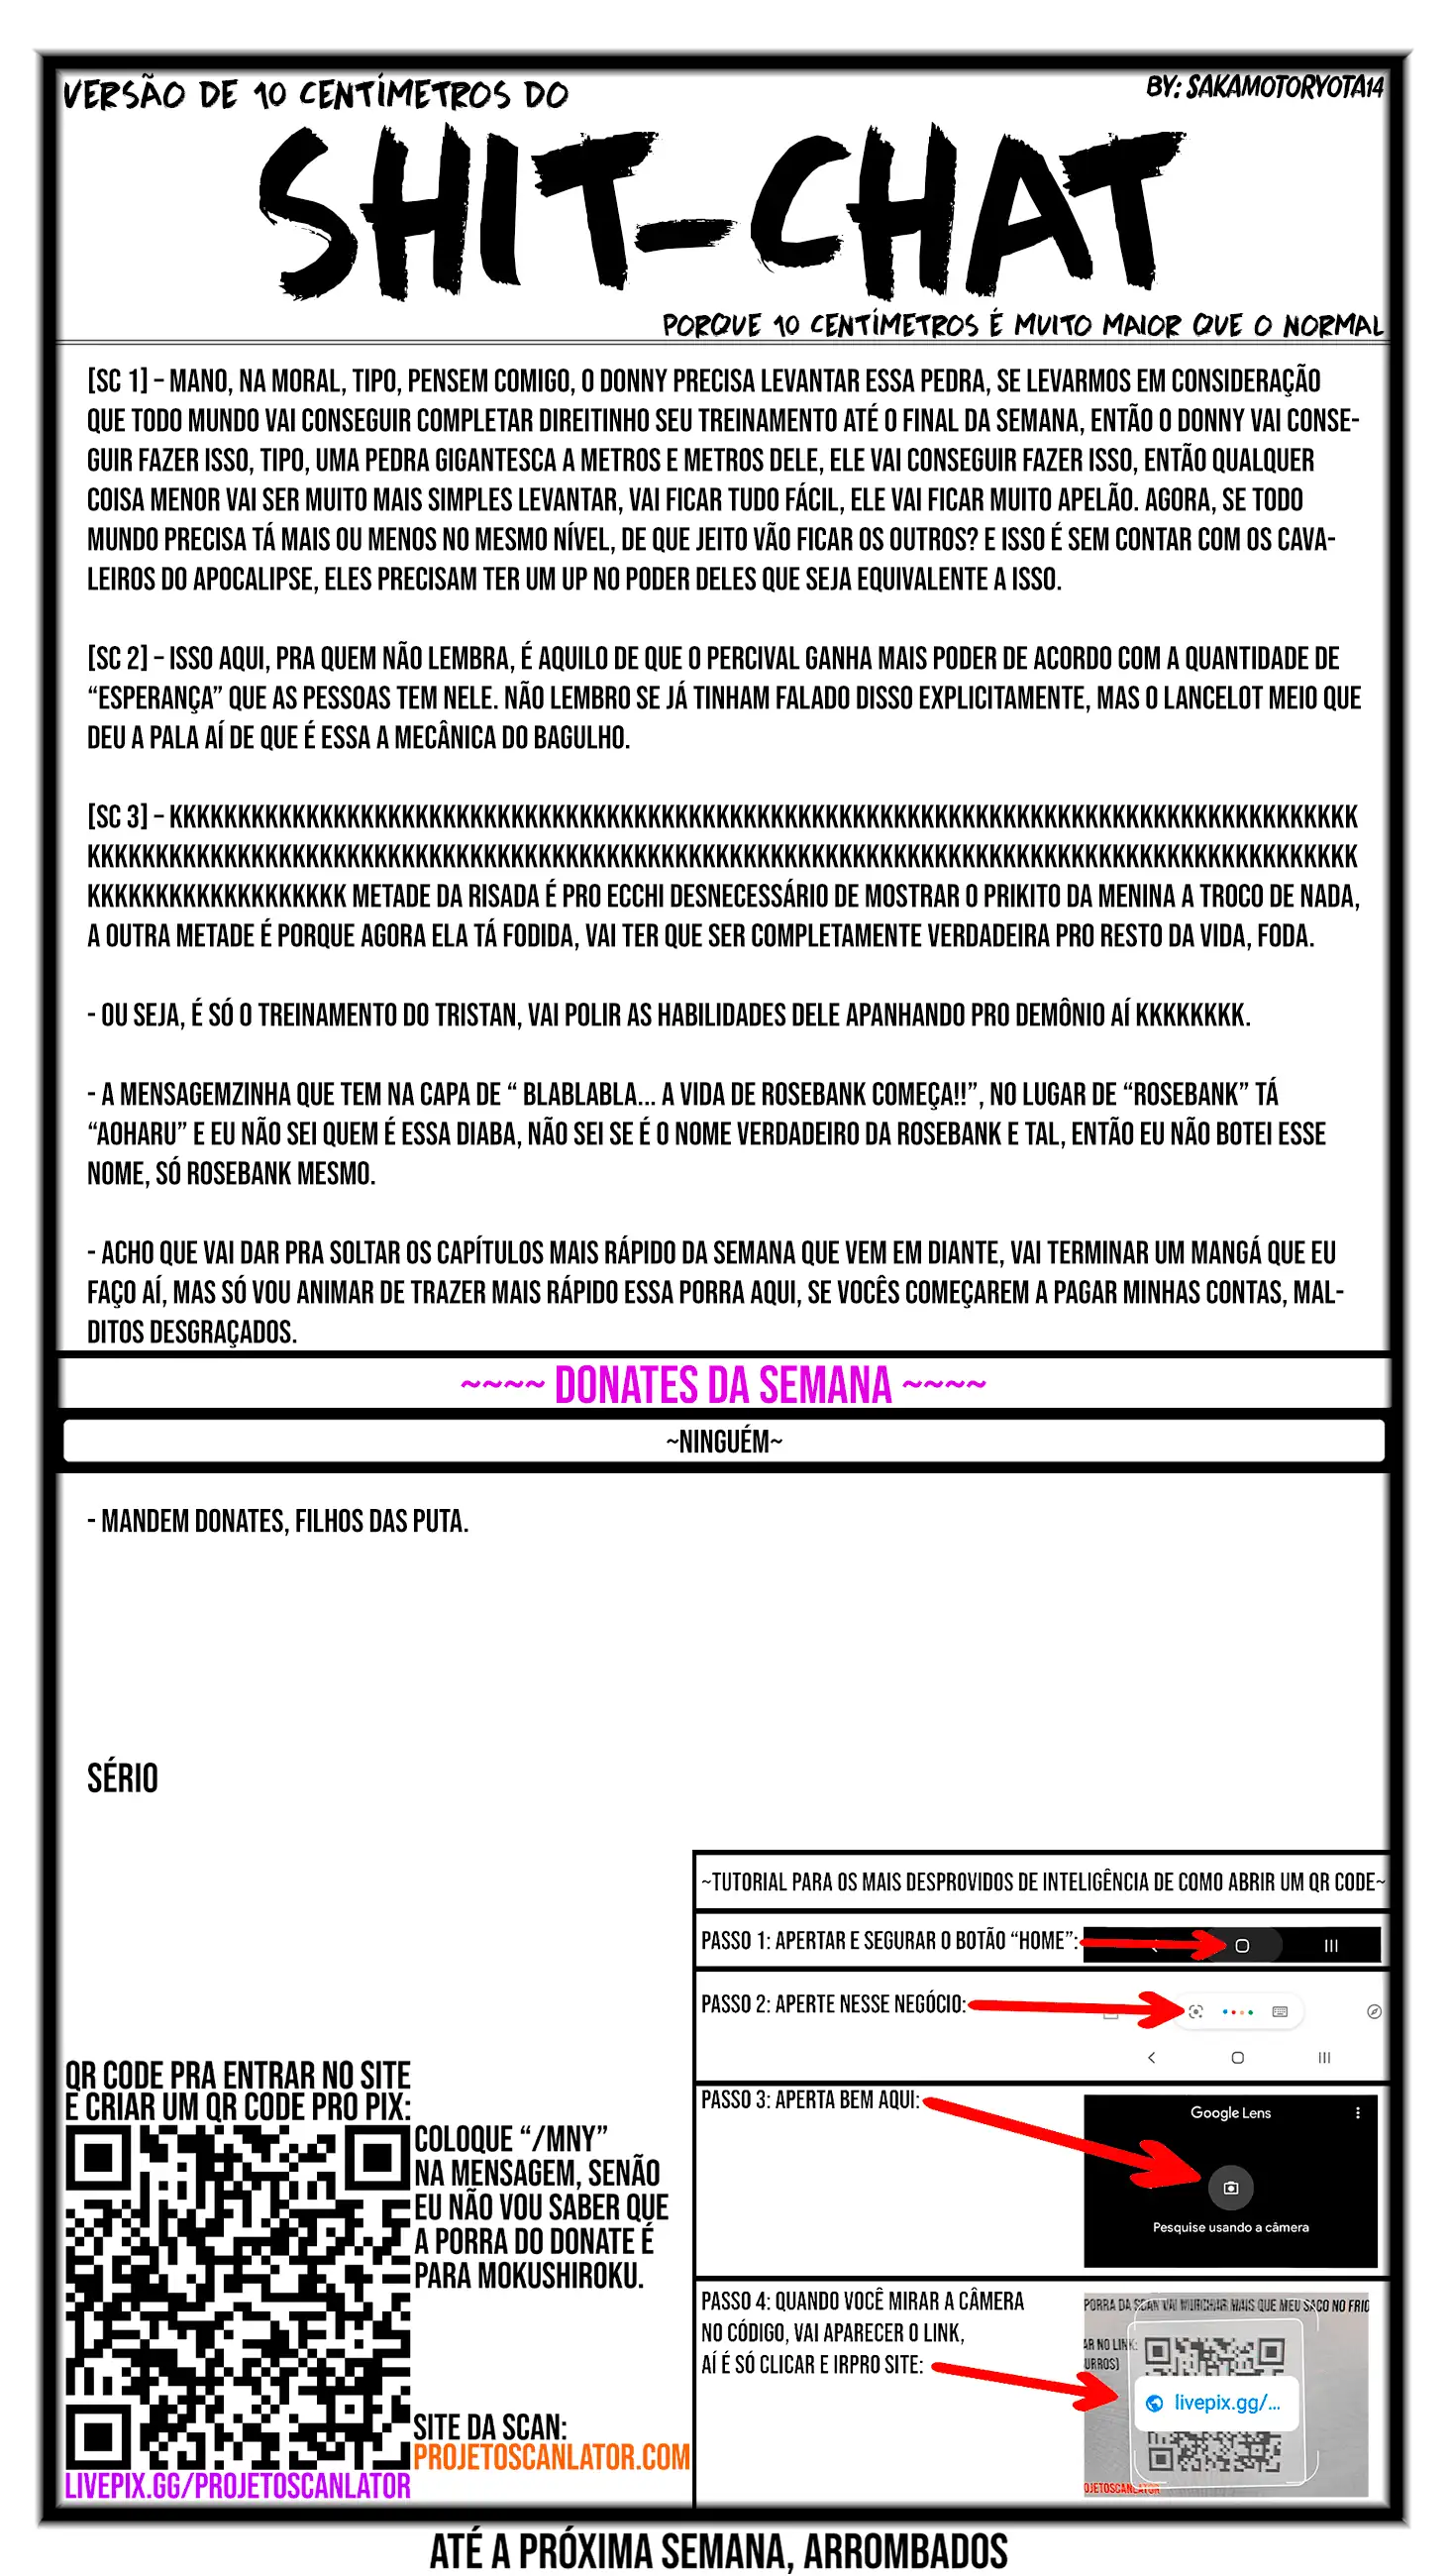 VERSÃO DE 10 CENTÍMETROS DO
BY: SAKAMOTORYOTA14
SHIT-CHAT
PORQUE 10 CENTÍMETROS É MUITO MAIOR QUE O NORMAL
[SC 1] – MANO, NA MORAL, TIPO, PENSEM COMIGO, O DONNY PRECISA LEVANTAR ESSA PEDRA, SE LEVARMOS EM CONSIDERAÇÃO
QUE TODO MUNDO VAI CONSEGUIR COMPLETAR DIREITINHO SEU TREINAMENTO ATÉ O FINAL DA SEMANA, ENTÃO O DONNY VAI CONSE-
GUIR FAZER ISSO, TIPO, UMA PEDRA GIGANTESCA A METROS E METROS DELE, ELE VAI CONSEGUIR FAZER ISSO, ENTÃO QUALQUER
COISA MENOR VAI SER MUITO MAIS SIMPLES LEVANTAR, VAI FICAR TUDO FÁCIL, ELE VAI FICAR MUITO APELÃO. AGORA, SE TODO
MUNDO PRECISA TÁ MAIS OU MENOS NO MESMO NÍVEL, DE QUE JEITO VÃO FICAR OS OUTROS? E ISSO É SEM CONTAR COM OS CAVA-
LEIROS DO APOCALIPSE, ELES PRECISAM TER UM UP NO PODER DELES QUE SEJA EQUIVALENTE A ISSO.
[SC 2] – ISSO AQUI, PRA QUEM NÃO LEMBRA, É AQUILO DE QUE O PERCIVAL GANHA MAIS PODER DE ACORDO COM A QUANTIDADE DE
“ESPERANÇA” QUE AS PESSOAS TEM NELE. NÃO LEMBRO SE JÁ TINHAM FALADO DISSO EXPLICITAMENTE, MAS O LANCELOT MEIO QUE
DEU A PALA AÍ DE QUE É ESSA A MECÂNICA DO BAGULHO.
[SC 3] – KKKKKKKKKKKKKKKKKKKKKKKKKKKKKKKKKKKKKKKKKKKKKKKKKKKKKKKKKKKKKKKKKKKKKKKKKKKKKKKKKKKKKKK
KKKKKKKKKKKKKKKKKKKKKKKKKKKKKKKKKKKKKKKKKKKKKKKKKKKKKKKKKKKKKKKKKKKKKKKKKKKKKKKKKKKKKKKKKKKKK
KKKKKKKKKKKKKKKKKKK METADE DA RISADA É PRO ECCHI DESNECESSÁRIO DE MOSTRAR O PRIKITO DA MENINA A TROCO DE NADA,
A OUTRA METADE É PORQUE AGORA ELA TÁ FODIDA, VAI TER QUE SER COMPLETAMENTE VERDADEIRA PRO RESTO DA VIDA, FODA.
- OU SEJA, É SÓ O TREINAMENTO DO TRISTAN, VAI POLIR AS HABILIDADES DELE APANHANDO PRO DEMÔNIO AÍ KKKKKKKK.
- A MENSAGEMZINHA QUE TEM NA CAPA DE “ BLABLABLA... A VIDA DE ROSEBANK COMEÇA!!”, NO LUGAR DE “ROSEBANK” TÁ
“AOHARU” E EU NÃO SEI QUEM É ESSA DIABA, NÃO SEI SE É O NOME VERDADEIRO DA ROSEBANK E TAL, ENTÃO EU NÃO BOTEI ESSE
NOME, SÓ ROSEBANK MESMO.
- ACHO QUE VAI DAR PRA SOLTAR OS CAPÍTULOS MAIS RÁPIDO DA SEMANA QUE VEM EM DIANTE, VAI TERMINAR UM MANGÁ QUE EU
FAÇO AÍ, MAS SÓ VOU ANIMAR DE TRAZER MAIS RÁPIDO ESSA PORRA AQUI, SE VOCÊS COMEÇAREM A PAGAR MINHAS CONTAS, MAL-
DITOS DESGRAÇADOS.
~~~~ DONATES DA SEMANA ~~~~
~NINGUÉM~
- MANDEM DONATES, FILHOS DAS PUTA.
SÉRIO
~TUTORIAL PARA OS MAIS DESPROVIDOS DE INTELIGÊNCIA DE COMO ABRIR UM QR CODE~
PASSO 1: APERTAR E SEGURAR O BOTÃO “HOME”:
PASSO 2: APERTE NESSE NEGÓCIO:
PASSO 3: APERTA BEM AQUI:
Google Lens
Pesquise usando a câmera
PASSO 4: QUANDO VOCÊ MIRAR A CÂMERA
NO CÓDIGO, VAI APARECER O LINK,
AÍ É SÓ CLICAR E IRPRO SITE:
PORRA DA SCAN VAI MURCHAR MAIS QUE MEU SACO NO FRIO
AR NO LINK:
URROS)
livepix.gg/...
OJETOSCANLATOR
QR CODE PRA ENTRAR NO SITE
E CRIAR UM QR CODE PRO PIX:
COLOQUE “/MNY”
NA MENSAGEM, SENÃO
EU NÃO VOU SABER QUE
A PORRA DO DONATE É
PARA MOKUSHIROKU.
SITE DA SCAN:
PROJETOSCANLATOR.COM
LIVEPIX.GG/PROJETOSCANLATOR
ATÉ A PRÓXIMA SEMANA, ARROMBADOS